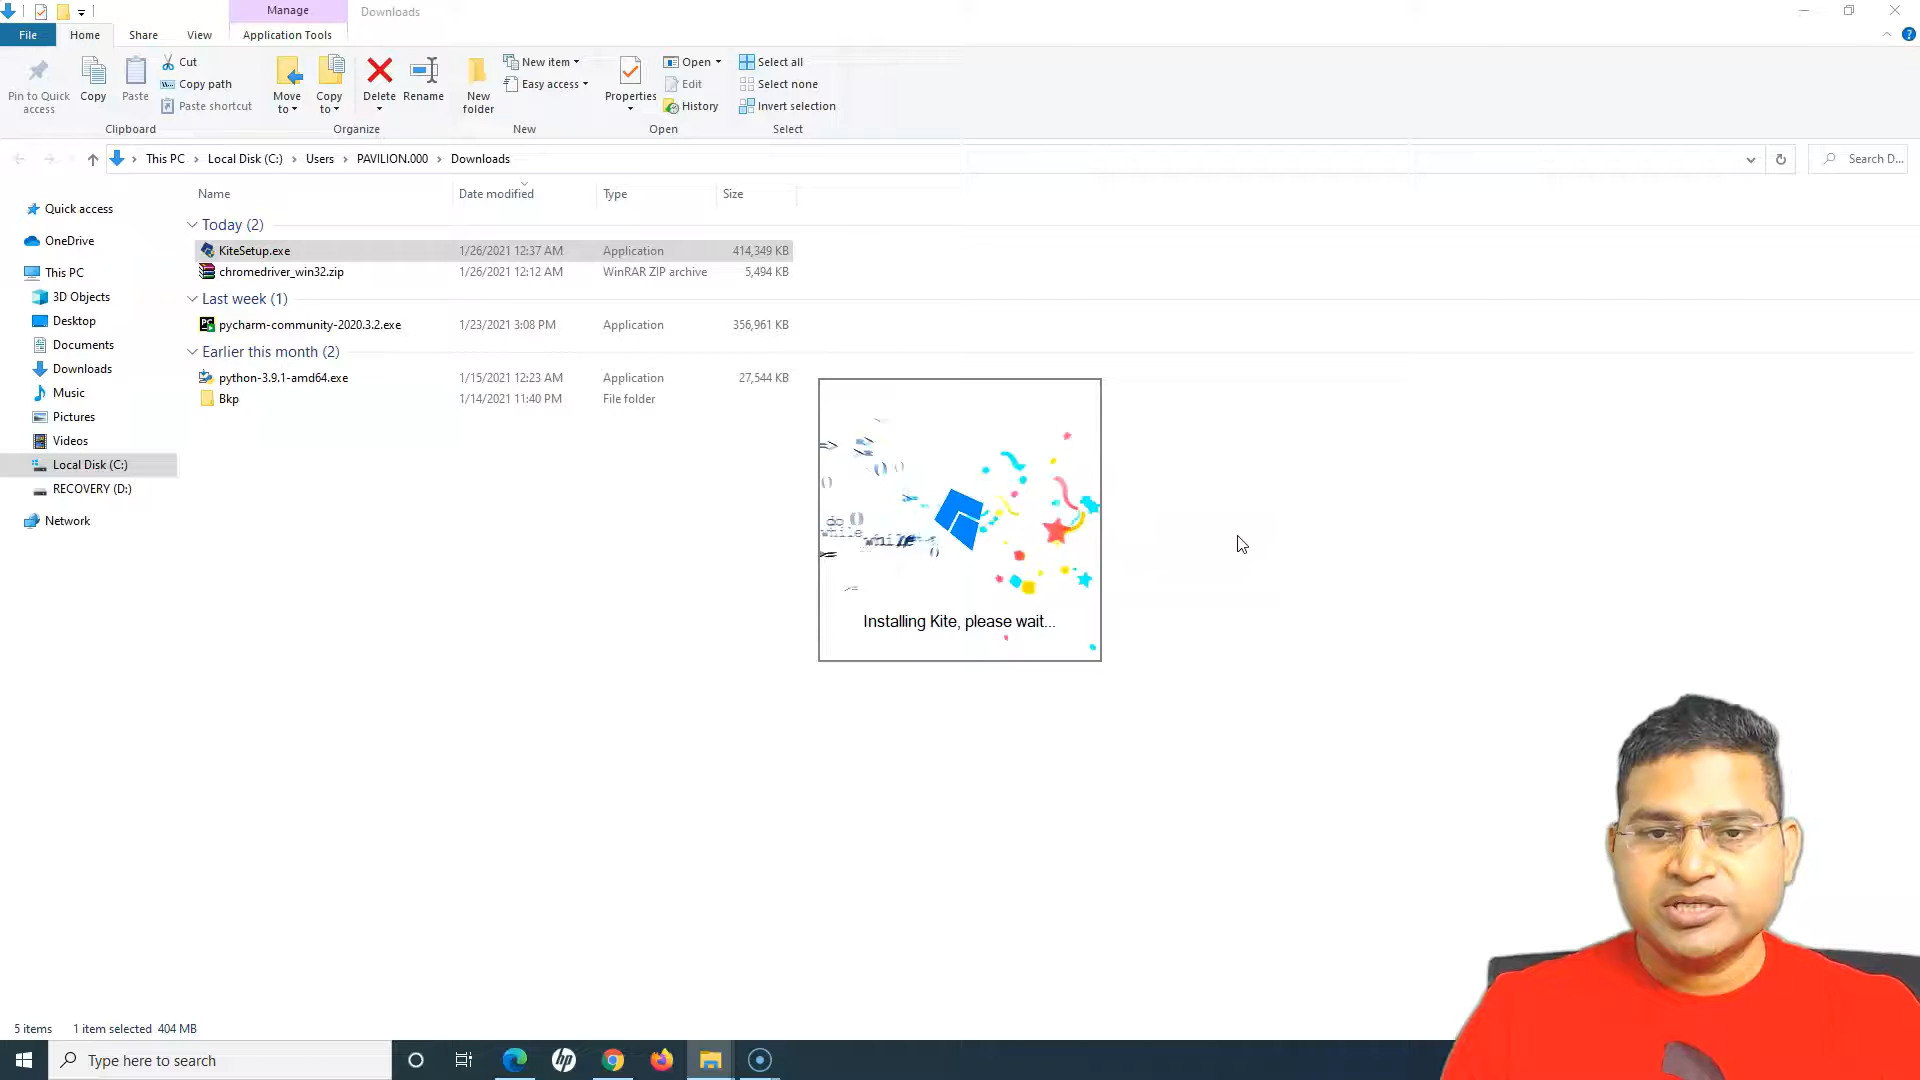 Manage
Downloads
File
Home
Share
View
Application Tools
Pin to Quick access
Copy
Paste
Cut
Copy path
Paste shortcut
Clipboard
Move to
Copy to
Delete
Rename
Organize
New folder
New item
Easy access
New
Properties
Open
Edit
History
Open
Select all
Select none
Invert selection
Select
This PC
Local Disk (C:)
Users
PAVILION.000
Downloads
Search D...
Name
Date modified
Type
Size
Quick access
OneDrive
This PC
3D Objects
Desktop
Documents
Downloads
Music
Pictures
Videos
Local Disk (C:)
RECOVERY (D:)
Network
Today (2)
KiteSetup.exe 1/26/2021 12:37 AM Application 414,349 KB
chromedriver_win32.zip 1/26/2021 12:12 AM WinRAR ZIP archive 5,494 KB
Last week (1)
pycharm-community-2020.3.2.exe 1/23/2021 3:08 PM Application 356,961 KB
Earlier this month (2)
python-3.9.1-amd64.exe 1/15/2021 12:23 AM Application 27,544 KB
Bkp 1/14/2021 11:40 PM File folder
do ()
while
Installing Kite, please wait...
5 items 1 item selected 404 MB
Type here to search
hp